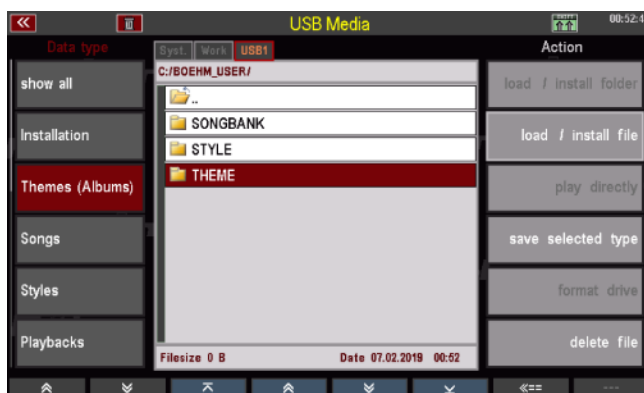 USB Media
00:52:4
Data type
Syst. Work USB1
Action
C:/BOEHM_USER/
show all
..
load / install folder
SONGBANK
Installation
load / install file
STYLE
THEME
Themes (Albums)
play directly
Songs
save selected type
Styles
format drive
Playbacks
Filesize 0 B
Date 07.02.2019 00:52
delete file
<<==
---